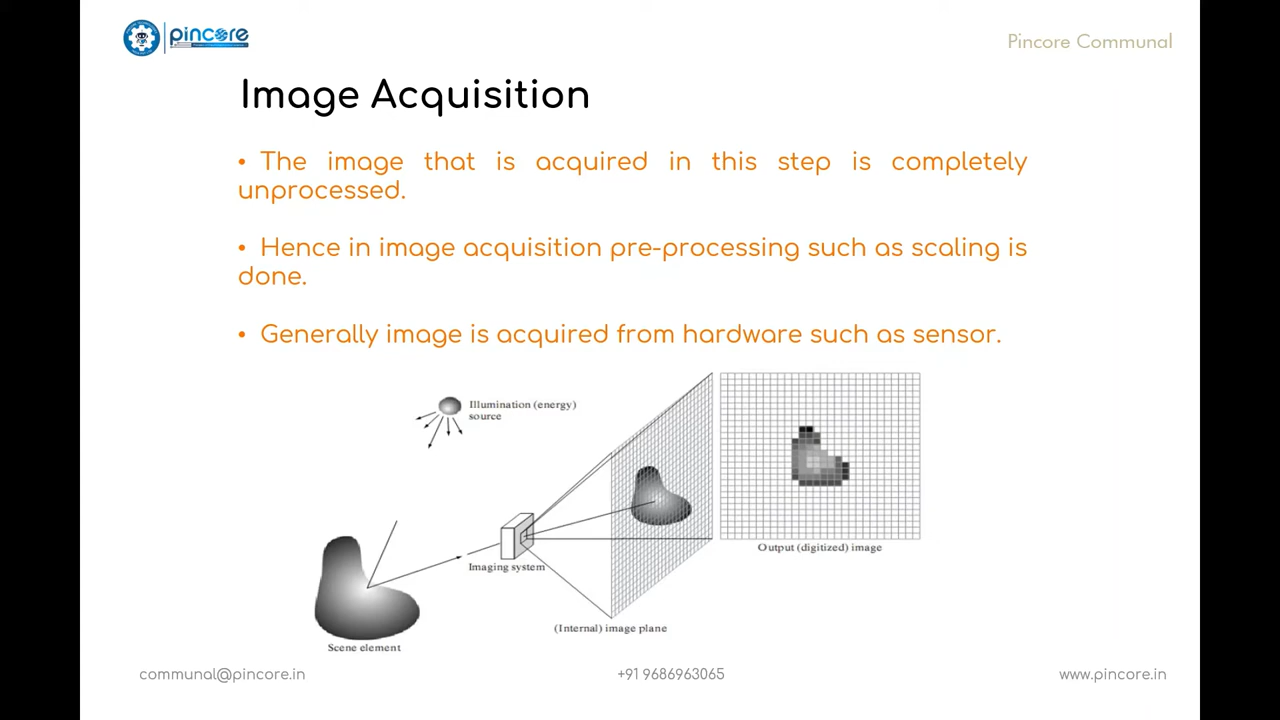 pincore
Pincore Communal
Image Acquisition
• The image that is acquired in this step is completely
unprocessed.
• Hence in image acquisition pre-processing such as scaling is
done.
• Generally image is acquired from hardware such as sensor.
Illumination (energy)
source
Imaging system
Output (digitized) image
(Internal) image plane
Scene element
communal@pincore.in
+91 9686963065
www.pincore.in